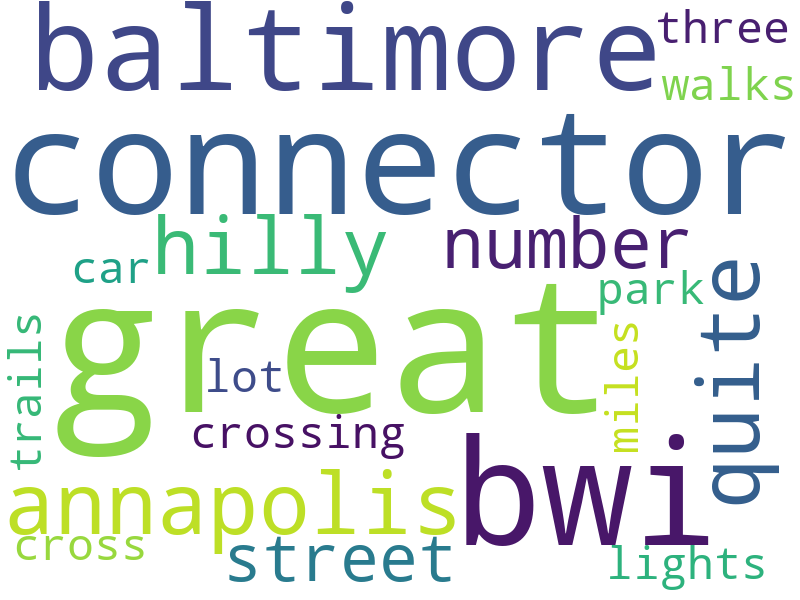 baltimore
three
walks
connector
hilly
number
car
park
great
quite
trails
lot
miles
crossing
bwi
annapolis
cross
street
lights